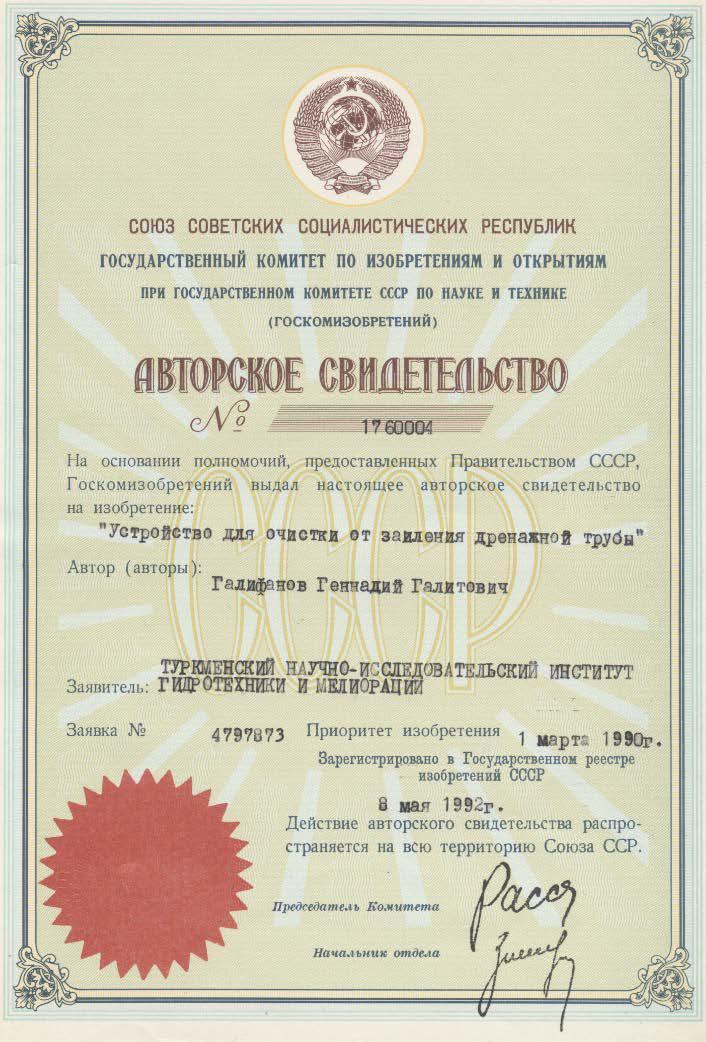 СОЮЗ СОВЕТСКИХ СОЦИАЛИСТИЧЕСКИХ РЕСПУБЛИК
ГОСУДАРСТВЕННЫЙ КОМИТЕТ ПО ИЗОБРЕТЕНИЯМ И ОТКРЫТИЯМ
ПРИ ГОСУДАРСТВЕННОМ КОМИТЕТЕ СССР ПО НАУКЕ И ТЕХНИКЕ
(ГОСКОМИЗОБРЕТЕНИЙ)
АВТОРСКОЕ СВИДЕТЕЛЬСТВО
№ 1760004
На основании полномочий, предоставленных Правительством СССР,
Госкомизобретений выдал настоящее авторское свидетельство
на изобретение:
"Устройство для очистки от заиления дренажной трубы"
Автор (авторы): Галифанов Геннадий Галитович
СССР
ТУРКМЕНСКИЙ НАУЧНО-ИССЛЕДОВАТЕЛЬСКИЙ ИНСТИТУТ
Заявитель: ГИДРОТЕХНИКИ И МЕЛИОРАЦИИ
Заявка № 4797873 Приоритет изобретения 1 марта 1990г.
Зарегистрировано в Государственном реестре
изобретений СССР
8 мая 1992г.
Действие авторского свидетельства распро-
страняется на всю территорию Союза ССР.
Председатель Комитета
Начальник отдела